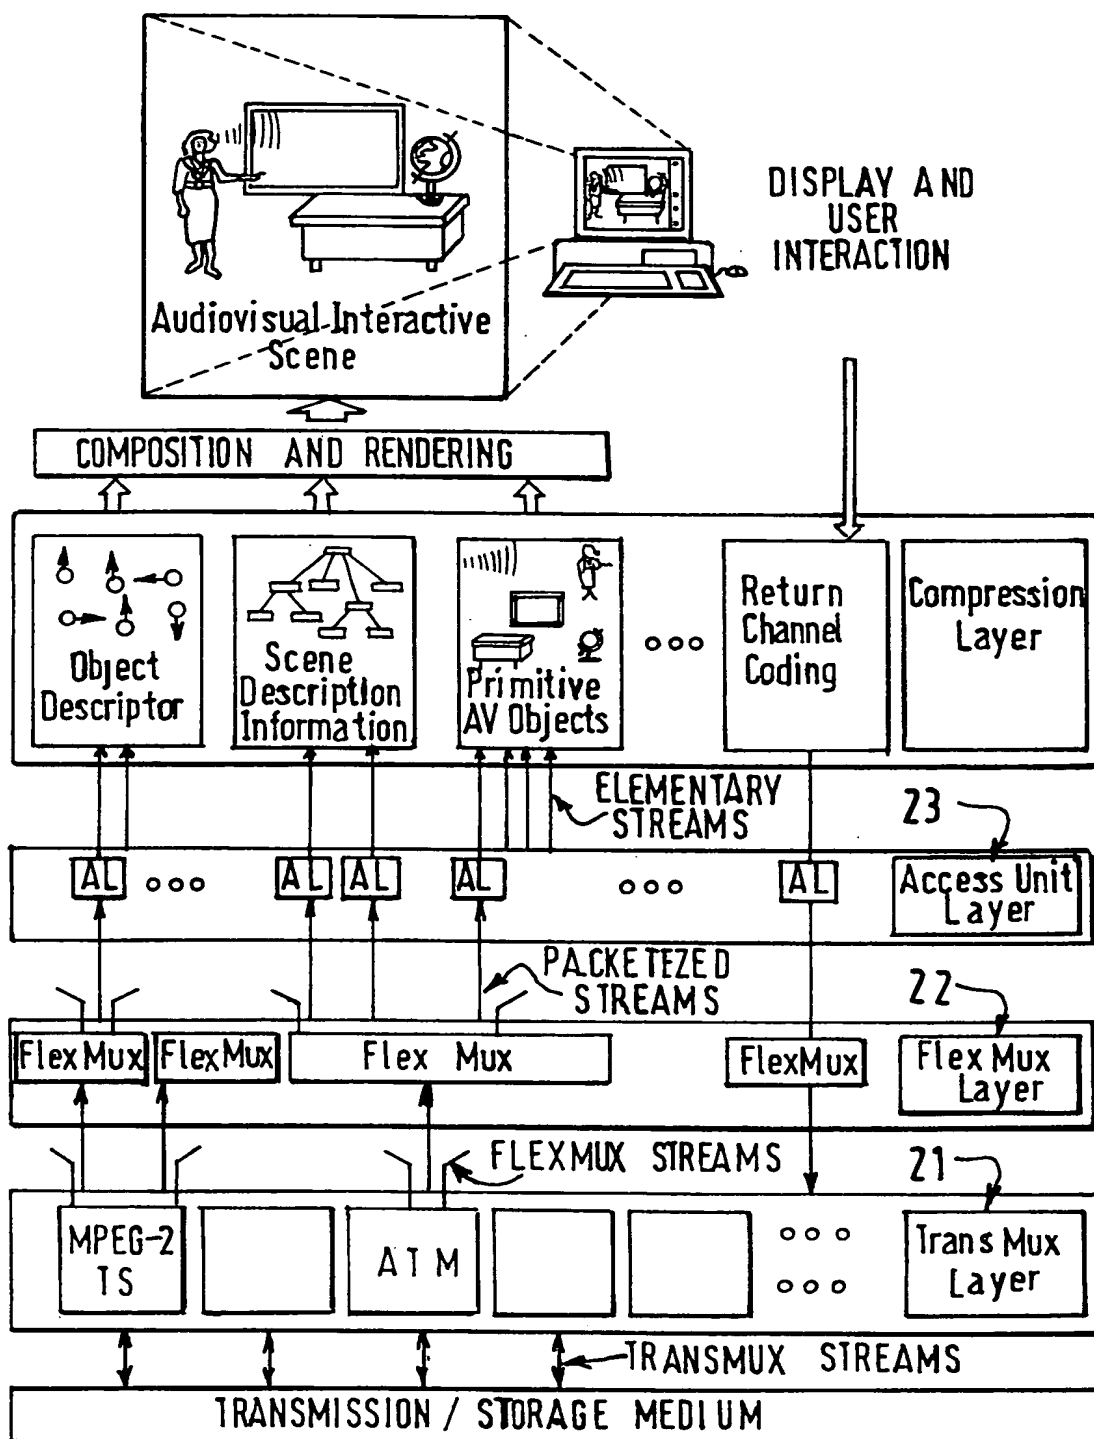 DISPLAY AND
USER
INTERACTION
Audiovisual Interactive
Scene
COMPOSITION AND RENDERING
Object
Descriptor
Scene
Description
Information
Primitive
AV Objects
Return
Channel
Coding
Compression
Layer
ELEMENTARY
STREAMS
23
AL
AL
AL
AL
AL
Access Unit
Layer
PACKETEZED
STREAMS
22
FlexMux
FlexMux
Flex Mux
FlexMux
Flex Mux
Layer
FLEXMUX STREAMS
21
MPEG-2
TS
ATM
Trans Mux
Layer
TRANSMUX STREAMS
TRANSMISSION / STORAGE MEDIUM